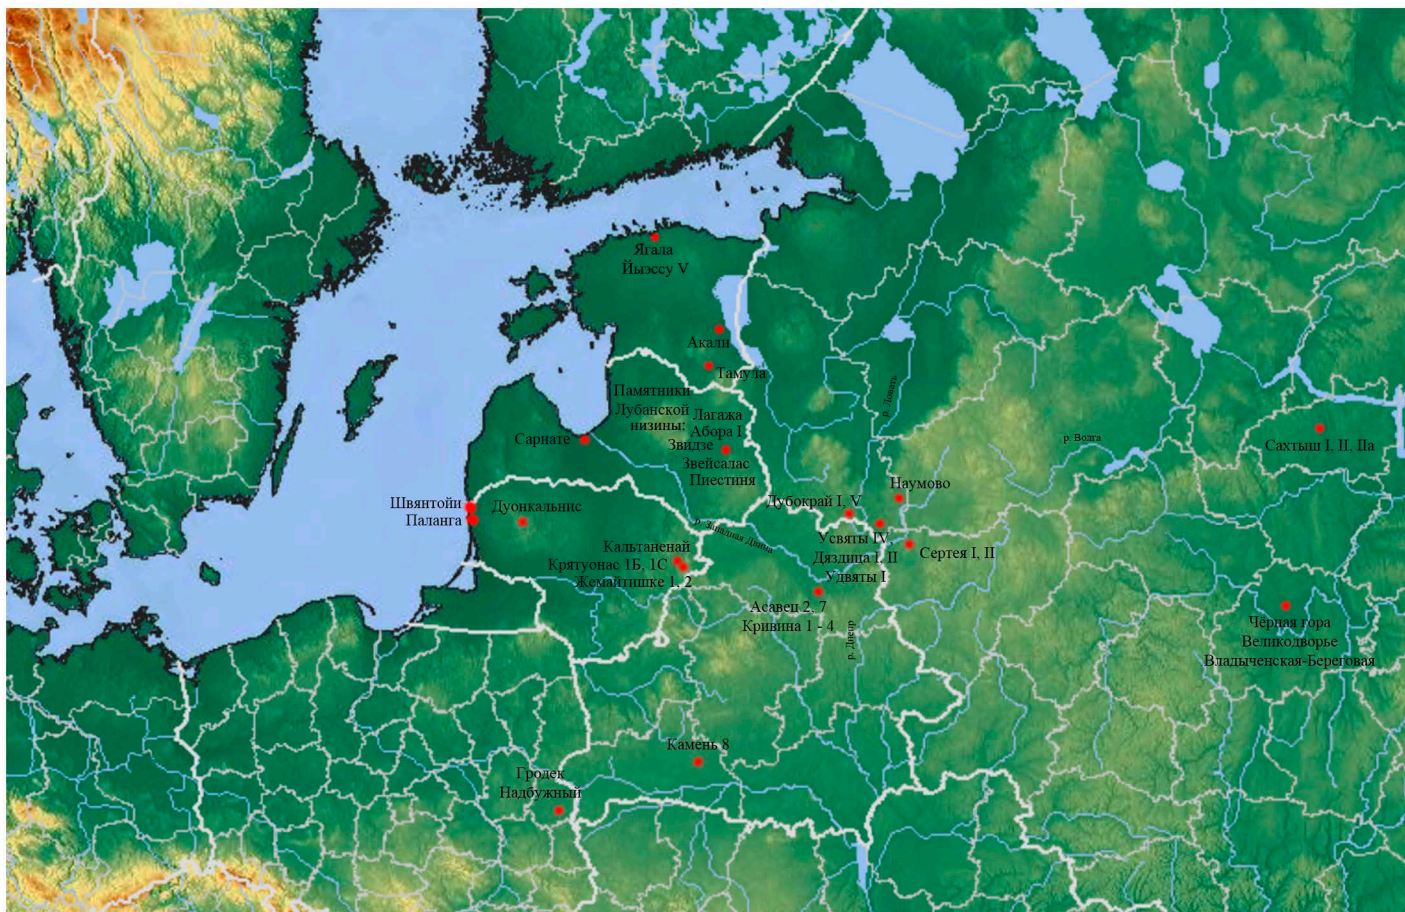 Ягала
Йыэссу V
Акали
Тамула
Памятники
Лубанской
низины:
Лагажа
Абора I
Звидзе
Звейсалас
Пиестиня
Сарнате
р. Ловать
р. Волга
Сахтыш I, II, IIa
Швянтойи
Паланга
Дуонкальнис
Наумово
Дубокрай I, V
р. Западная Двина
Усвяты IV,
Дяздица I, II
Удвяты I
Сертея I, II
Кальтаненай
Крятуонас 1Б, 1С
Жемайтишке 1, 2
Асавец 2, 7
Кривина 1 - 4
р. Днепр
Чёрная гора
Великодворье
Владыченская-Береговая
Камень 8
Гродек
Надбужный